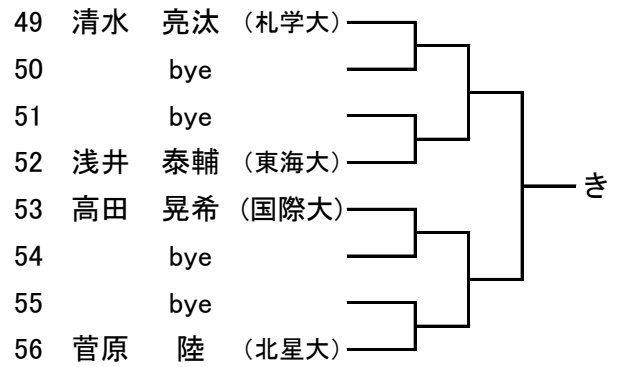 49 清水 亮汰 （札学大）
50 bye
51 bye
52 浅井 泰輔 （東海大）
53 高田 晃希 （国際大）
54 bye
55 bye
56 菅原 陸 （北星大）
き